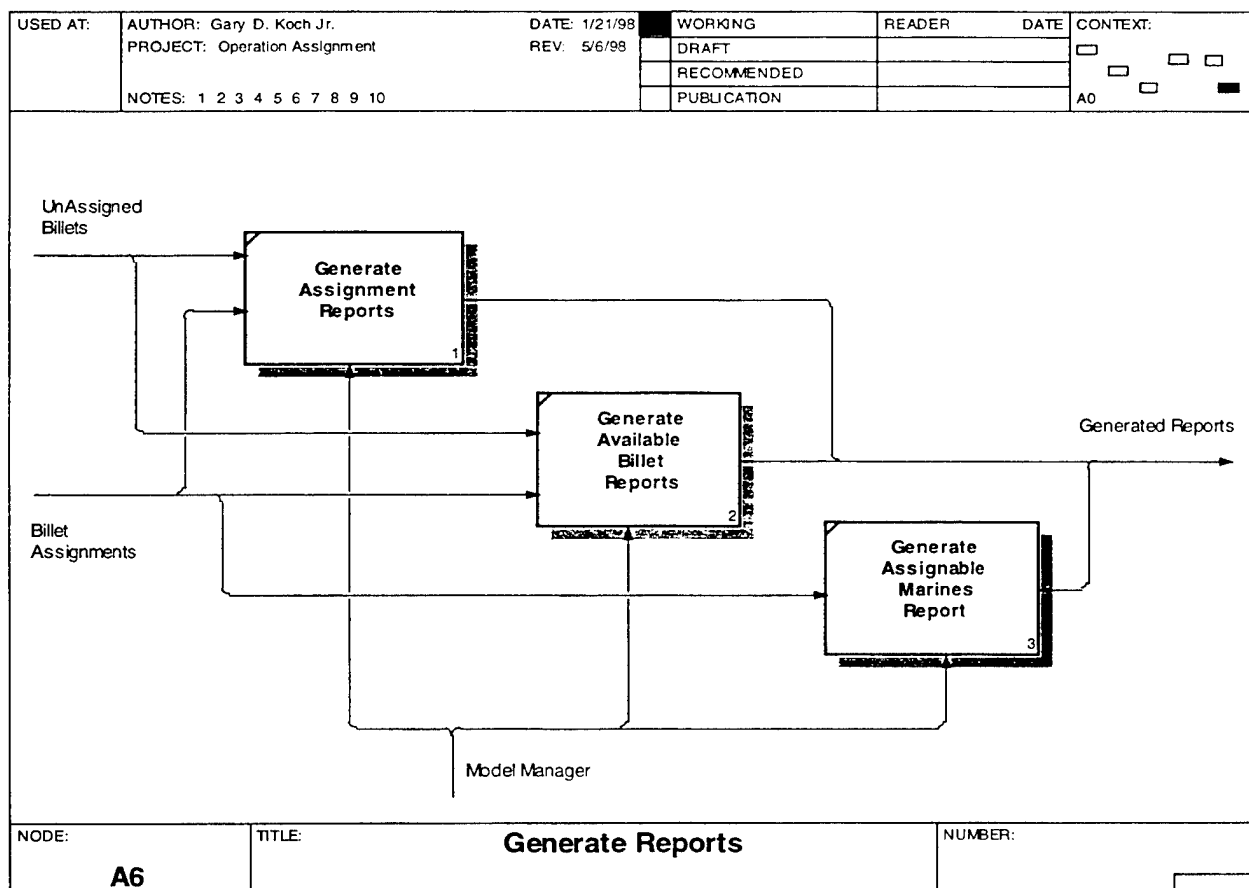 USED AT:
AUTHOR: Gary D. Koch Jr.
DATE: 1/21/98
WORKING
READER
DATE
CONTEXT:
PROJECT: Operation Assignment
REV: 5/6/98
DRAFT
RECOMMENDED
NOTES: 1 2 3 4 5 6 7 8 9 10
PUBLICATION
A0
UnAssigned
Billets
Generate
Assignment
Reports
1
Generate
Available
Billet
Reports
2
Generated Reports
Billet
Assignments
Generate
Assignable
Marines
Report
3
Model Manager
NODE:
A6
TITLE:
Generate Reports
NUMBER: